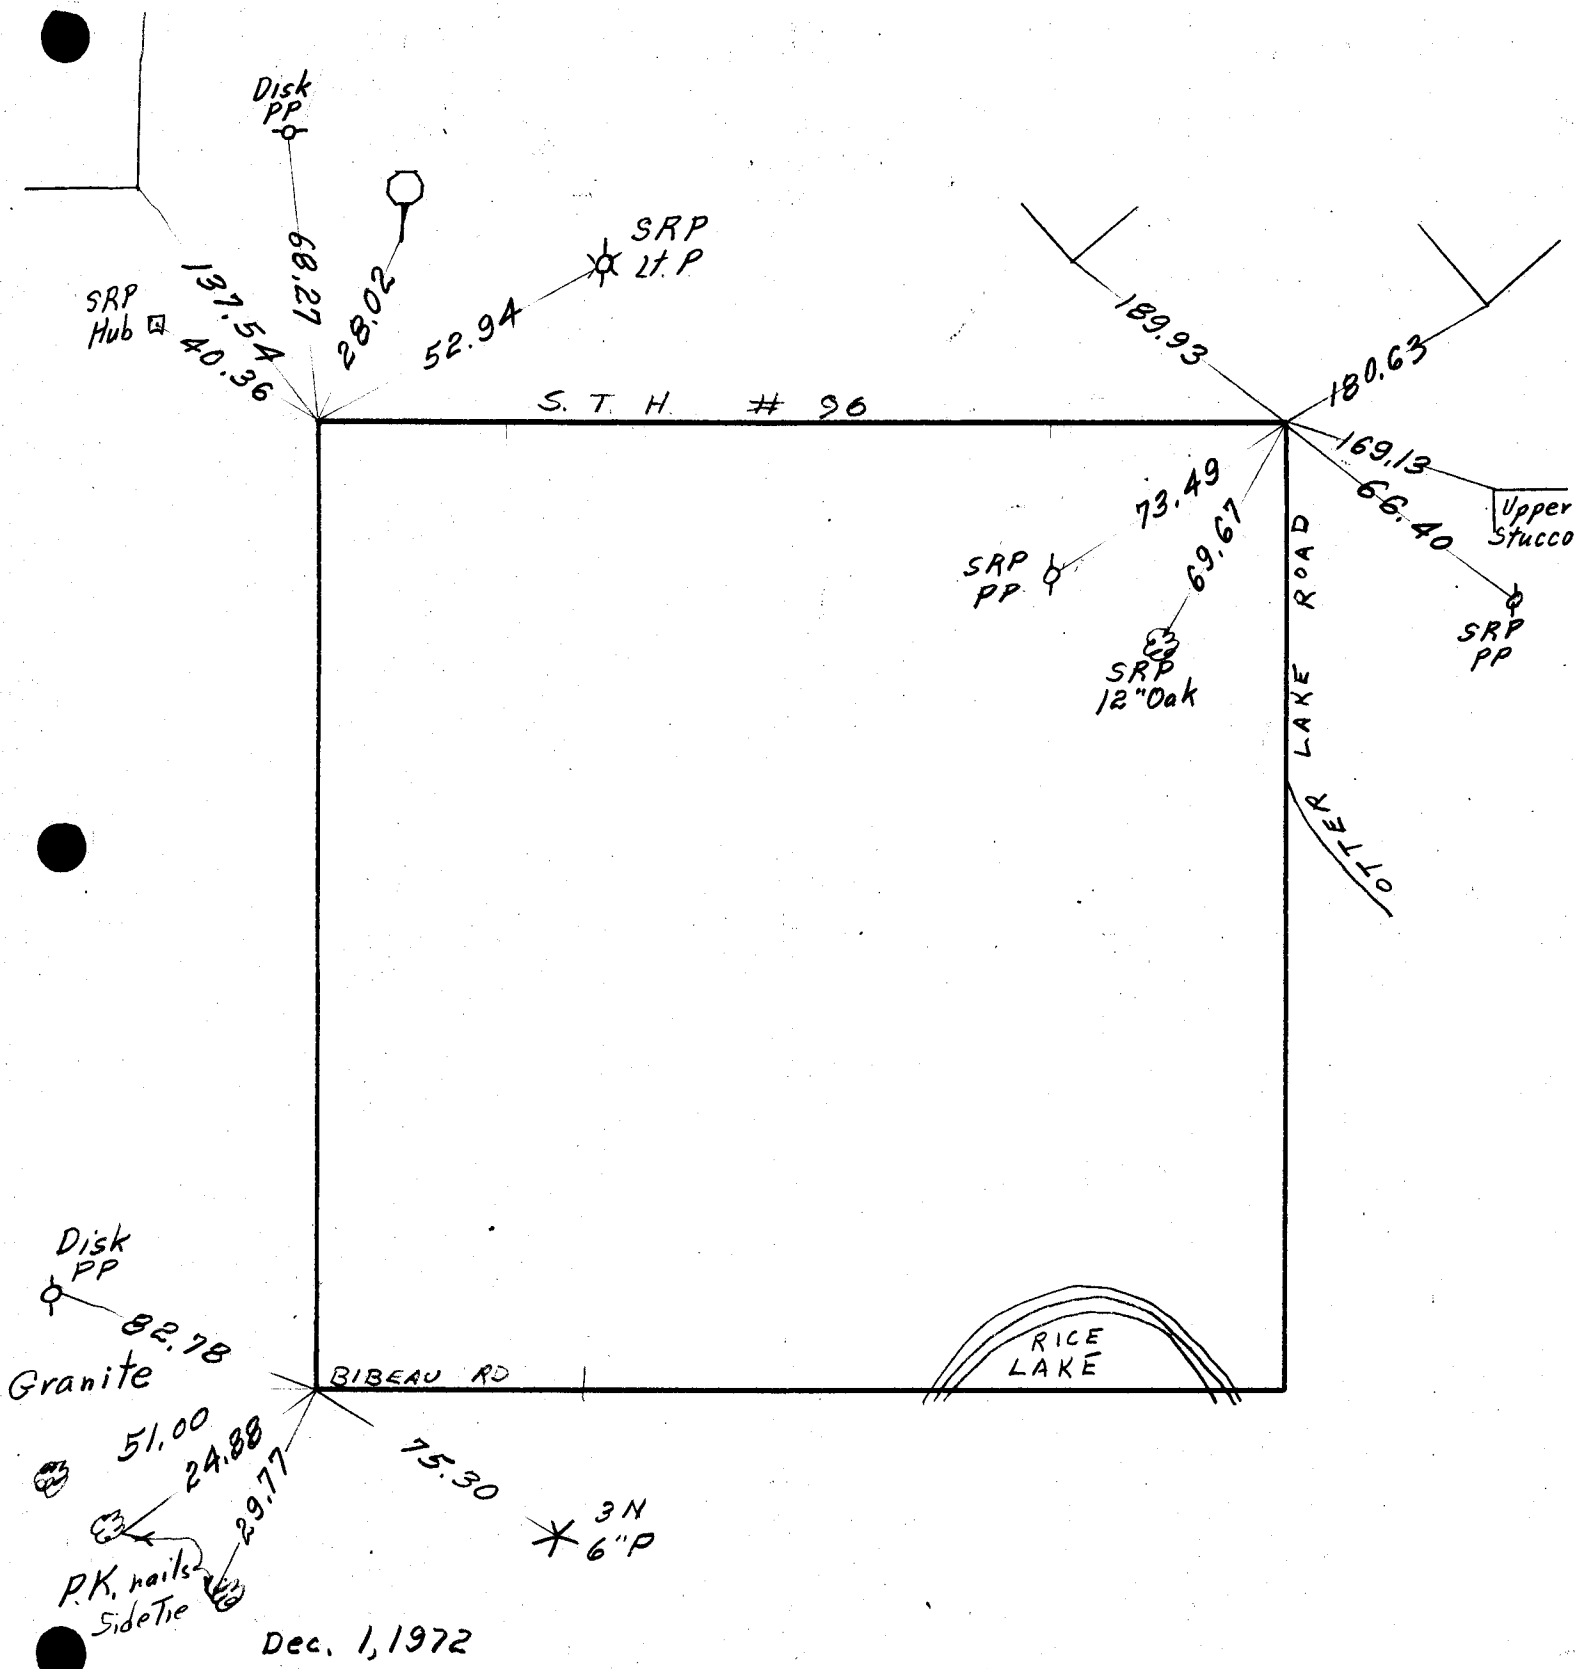 Disk
PP
SRP
Lt. P
SRP
Hub
137.54
68.27
28.02
52.94
40.36
189.93
180.63
S. T. H. # 96
169.13
66.40
Upper
Stucco
73.49
69.67
SRP
PP
SRP
PP
SRP
12" Oak
OTTER LAKE ROAD
Disk
PP
82.78
Granite
BIBEAU RD
RICE
LAKE
51.00
24.88
29.77
75.30
3 N
6" P
P.K. nails
Side Tie
Dec. 1, 1972